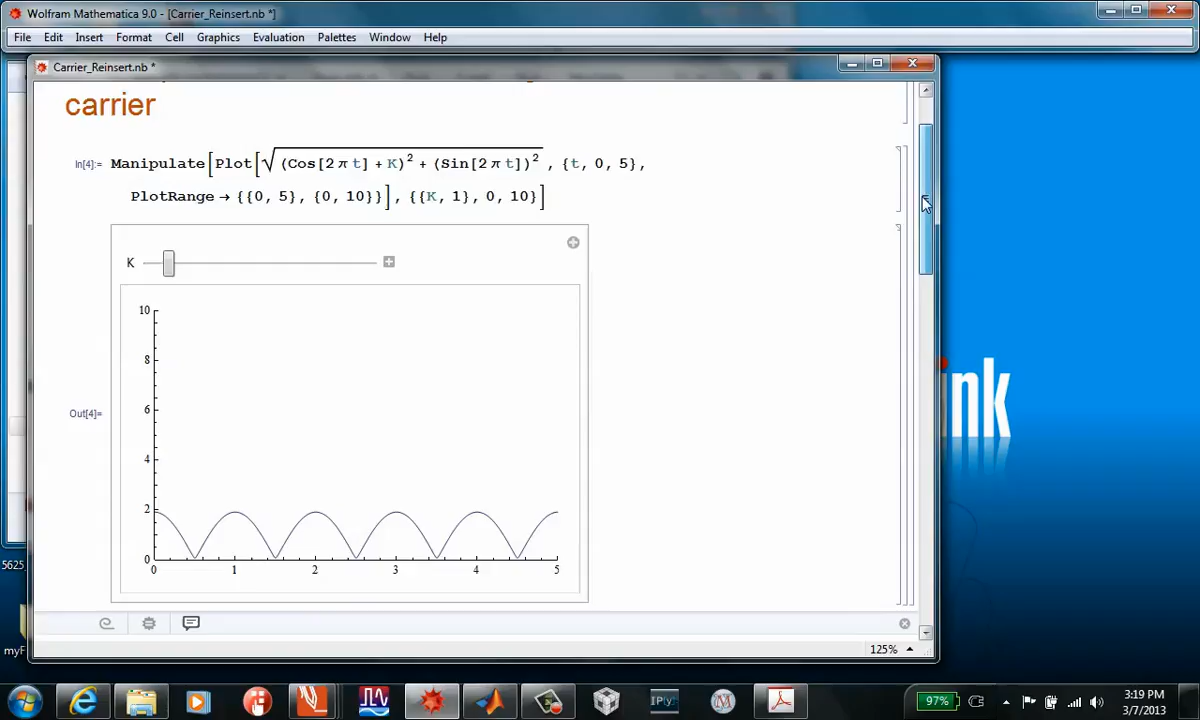 Wolfram Mathematica 9.0 - [Carrier_Reinsert.nb *]
File Edit Insert Format Cell Graphics Evaluation Palettes Window Help
Carrier_Reinsert.nb *
carrier
In[4]:= Manipulate[Plot[√((Cos[2 π t] + K)² + (Sin[2 π t])²), {t, 0, 5},
PlotRange → {{0, 5}, {0, 10}}], {{K, 1}, 0, 10}]
K
10
8
6
Out[4]=
4
2
0
0 1 2 3 4 5
ink
5625_
myF
125%
IP[y]:
M
97%
3:19 PM
3/7/2013